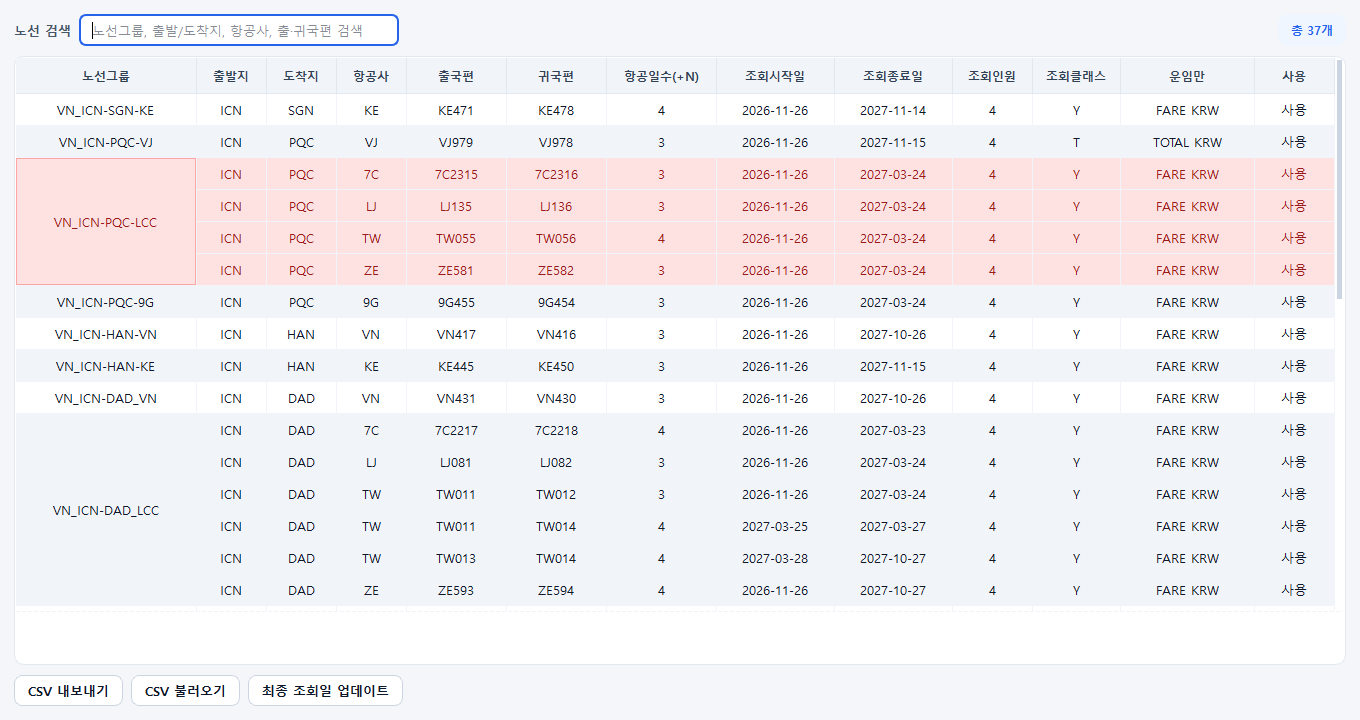 노선 검색 노선그룹, 출발/도착지, 항공사, 출·귀국편 검색 총 37개
노선그룹 출발지 도착지 항공사 출국편 귀국편 항공일수(+N) 조회시작일 조회종료일 조회인원 조회클래스 운임만 사용
VN_ICN-SGN-KE ICN SGN KE KE471 KE478 4 2026-11-26 2027-11-14 4 Y FARE KRW 사용
VN_ICN-PQC-VJ ICN PQC VJ VJ979 VJ978 3 2026-11-26 2027-11-15 4 T TOTAL KRW 사용
ICN PQC 7C 7C2315 7C2316 3 2026-11-26 2027-03-24 4 Y FARE KRW 사용
ICN PQC LJ LJ135 LJ136 3 2026-11-26 2027-03-24 4 Y FARE KRW 사용
VN_ICN-PQC-LCC
ICN PQC TW TW055 TW056 4 2026-11-26 2027-03-24 4 Y FARE KRW 사용
ICN PQC ZE ZE581 ZE582 3 2026-11-26 2027-03-24 4 Y FARE KRW 사용
VN_ICN-PQC-9G ICN PQC 9G 9G455 9G454 3 2026-11-26 2027-03-24 4 Y FARE KRW 사용
VN_ICN-HAN-VN ICN HAN VN VN417 VN416 3 2026-11-26 2027-10-26 4 Y FARE KRW 사용
VN_ICN-HAN-KE ICN HAN KE KE445 KE450 3 2026-11-26 2027-11-15 4 Y FARE KRW 사용
VN_ICN-DAD_VN ICN DAD VN VN431 VN430 3 2026-11-26 2027-10-26 4 Y FARE KRW 사용
ICN DAD 7C 7C2217 7C2218 4 2026-11-26 2027-03-23 4 Y FARE KRW 사용
ICN DAD LJ LJ081 LJ082 3 2026-11-26 2027-03-24 4 Y FARE KRW 사용
ICN DAD TW TW011 TW012 3 2026-11-26 2027-03-24 4 Y FARE KRW 사용
VN_ICN-DAD_LCC
ICN DAD TW TW011 TW014 4 2027-03-25 2027-03-27 4 Y FARE KRW 사용
ICN DAD TW TW013 TW014 4 2027-03-28 2027-10-27 4 Y FARE KRW 사용
ICN DAD ZE ZE593 ZE594 4 2026-11-26 2027-10-27 4 Y FARE KRW 사용
CSV 내보내기 CSV 불러오기 최종 조회일 업데이트